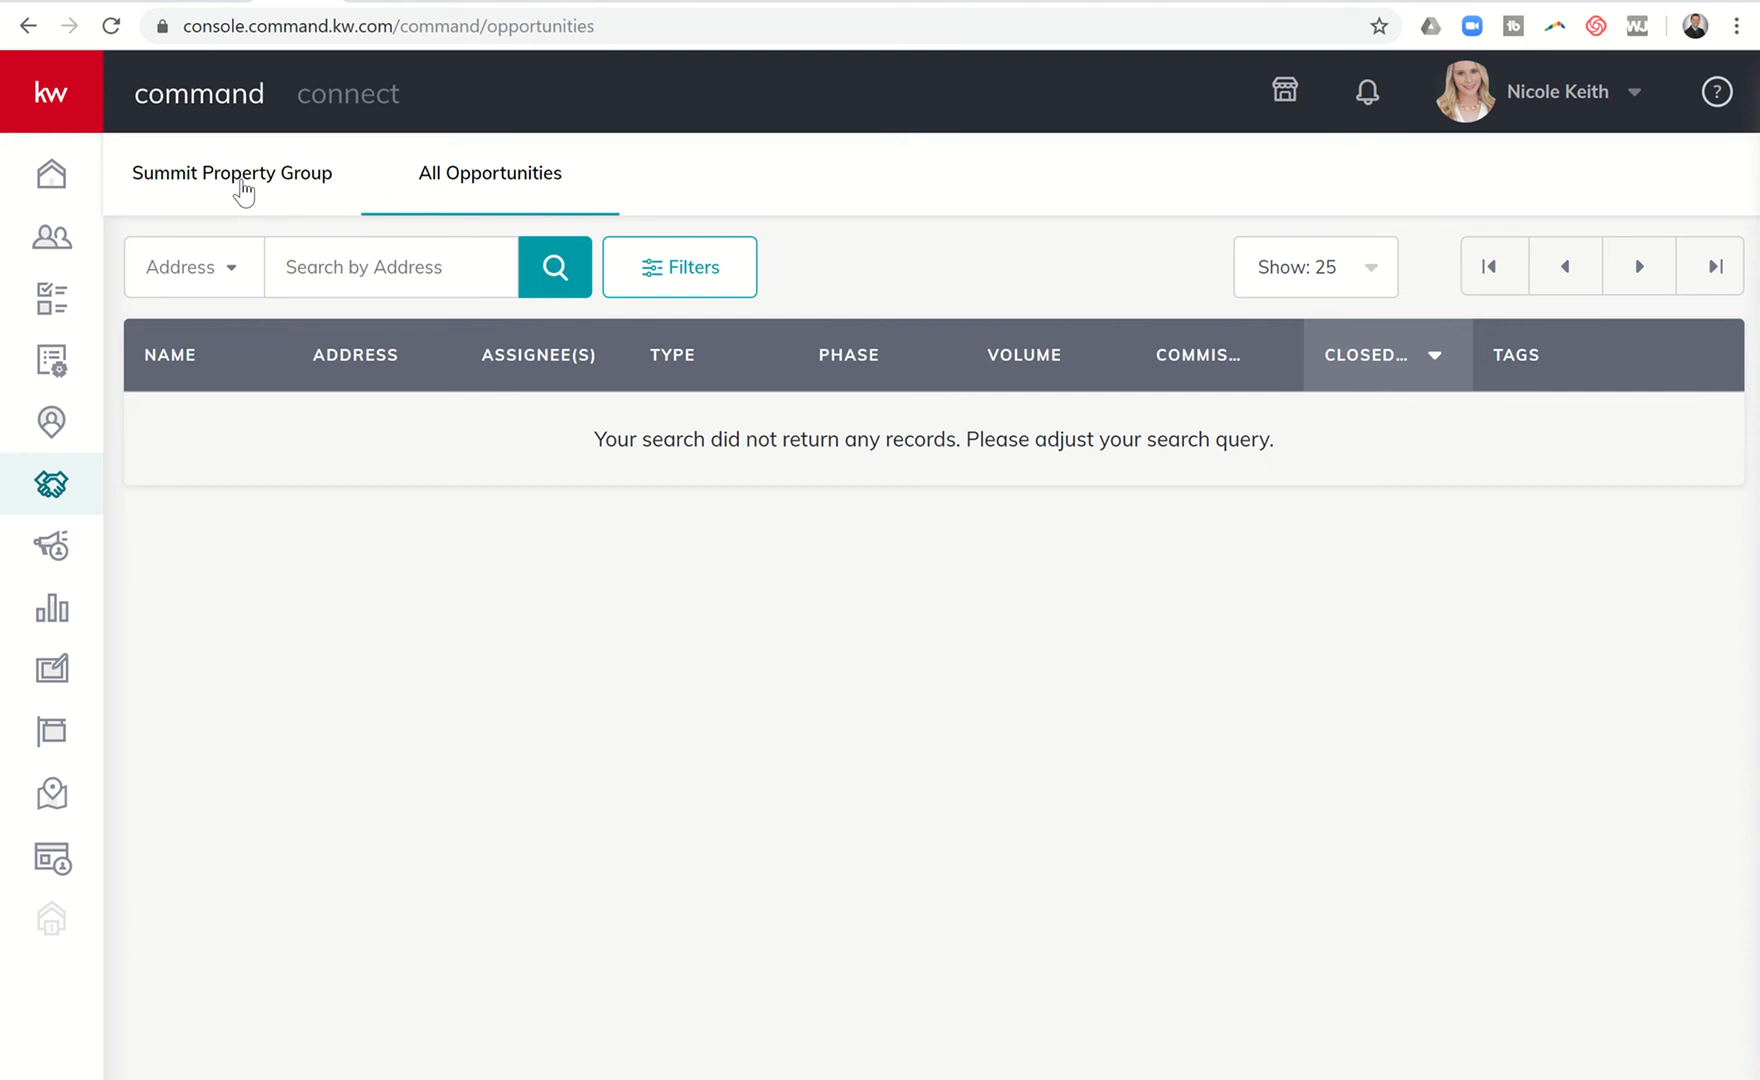 console.command.kw.com/command/opportunities
kw
command
connect
Nicole Keith
?
Summit Property Group
All Opportunities
Address
Search by Address
Filters
Show: 25
NAME
ADDRESS
ASSIGNEE(S)
TYPE
PHASE
VOLUME
COMMIS...
CLOSED...
TAGS
Your search did not return any records. Please adjust your search query.